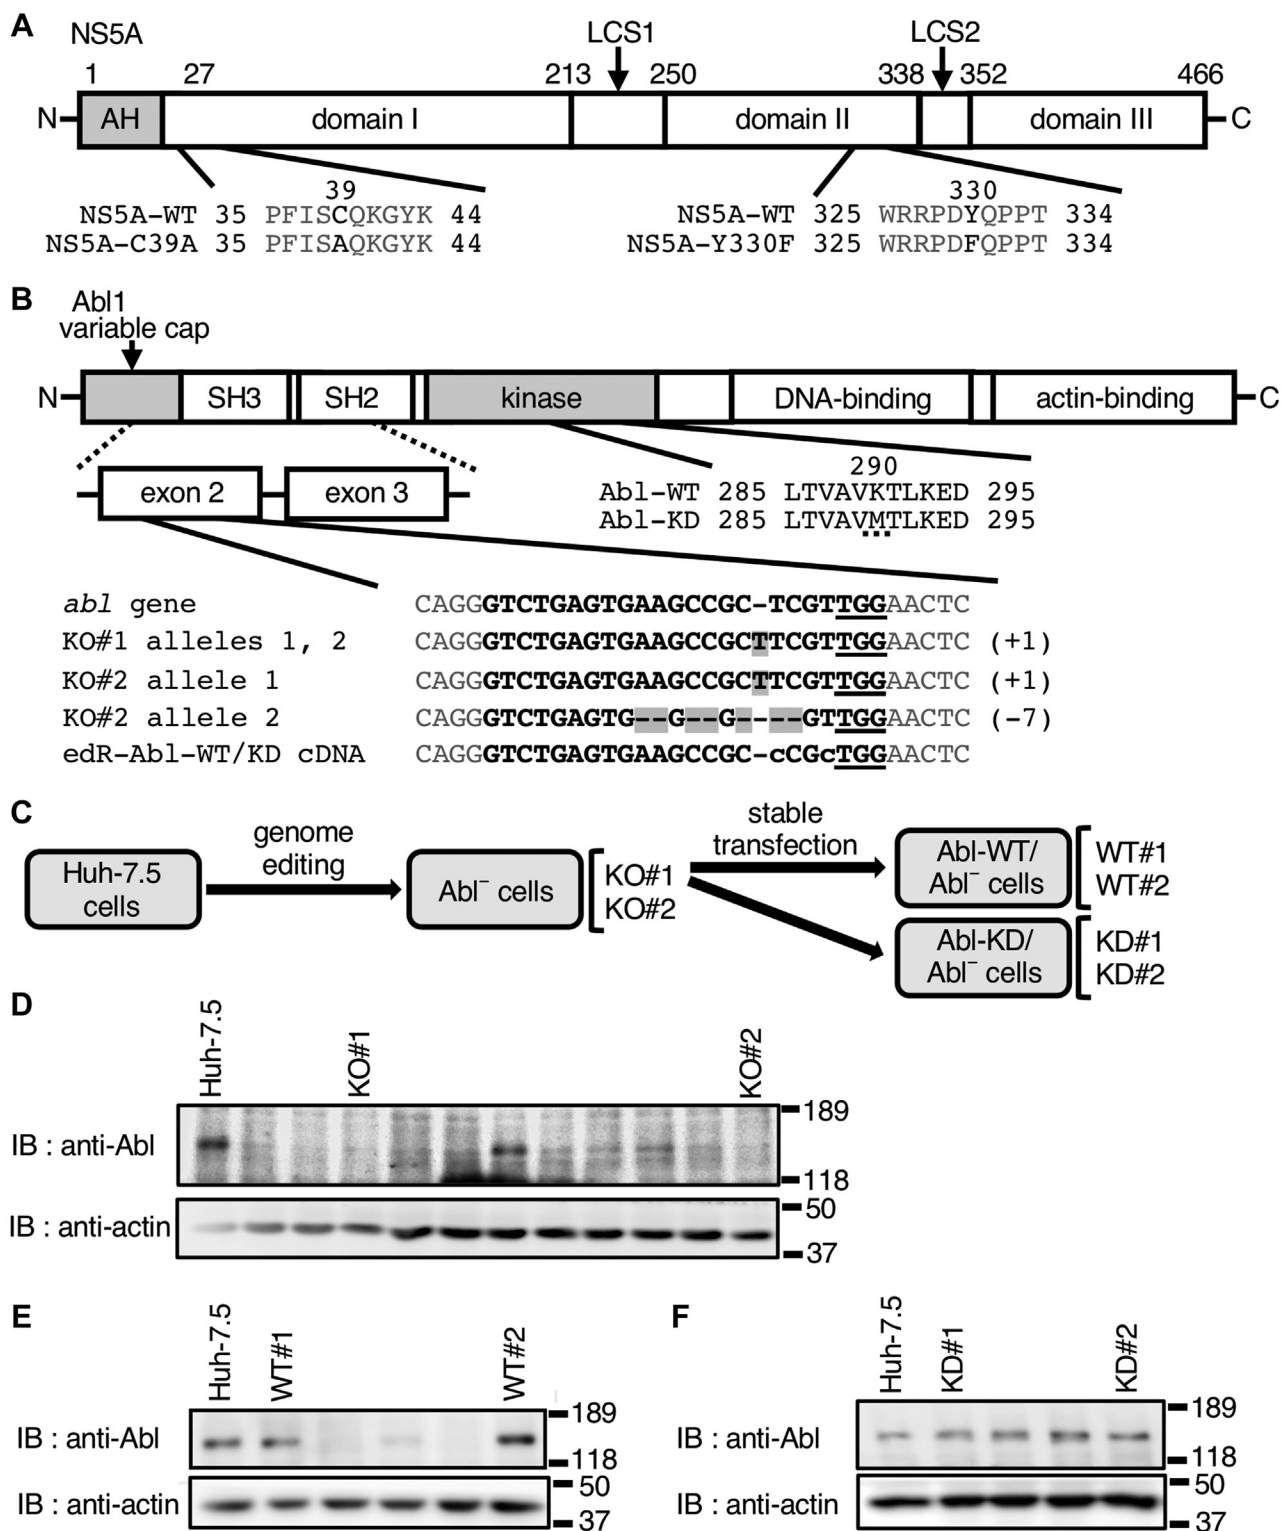 A
NS5A
LCS1
LCS2
1 27 213 250 338 352 466
N AH domain I domain II domain III C
39
NS5A-WT 35 PFISCQKGYK 44
NS5A-C39A 35 PFISAQKGYK 44
330
NS5A-WT 325 WRRPDYQPPT 334
NS5A-Y330F 325 WRRPDFQPPT 334
B
Abl1
variable cap
N SH3 SH2 kinase DNA-binding actin-binding C
exon 2 exon 3
290
Abl-WT 285 LTVAVKTLKED 295
Abl-KD 285 LTVAVMTLKED 295
abl gene CAGGGTCTGAGTGAAGCCGC-TCGTTGGAACTC
KO#1 alleles 1, 2 CAGGGTCTGAGTGAAGCCGCTTCGTTGGAACTC (+1)
KO#2 allele 1 CAGGGTCTGAGTGAAGCCGCTTCGTTGGAACTC (+1)
KO#2 allele 2 CAGGGTCTGAGTG--G--G----GTTGGAACTC (-7)
edR-Abl-WT/KD cDNA CAGGGTCTGAGTGAAGCCGC-cCGcTGGAACTC
C
Huh-7.5
cells
genome
editing
Abl⁻ cells
KO#1
KO#2
stable
transfection
Abl-WT/
Abl⁻ cells
WT#1
WT#2
Abl-KD/
Abl⁻ cells
KD#1
KD#2
D
Huh-7.5
KO#1
KO#2
IB : anti-Abl
189
118
IB : anti-actin
50
37
E
Huh-7.5
WT#1
WT#2
IB : anti-Abl
189
118
IB : anti-actin
50
37
F
Huh-7.5
KD#1
KD#2
IB : anti-Abl
189
118
IB : anti-actin
50
37